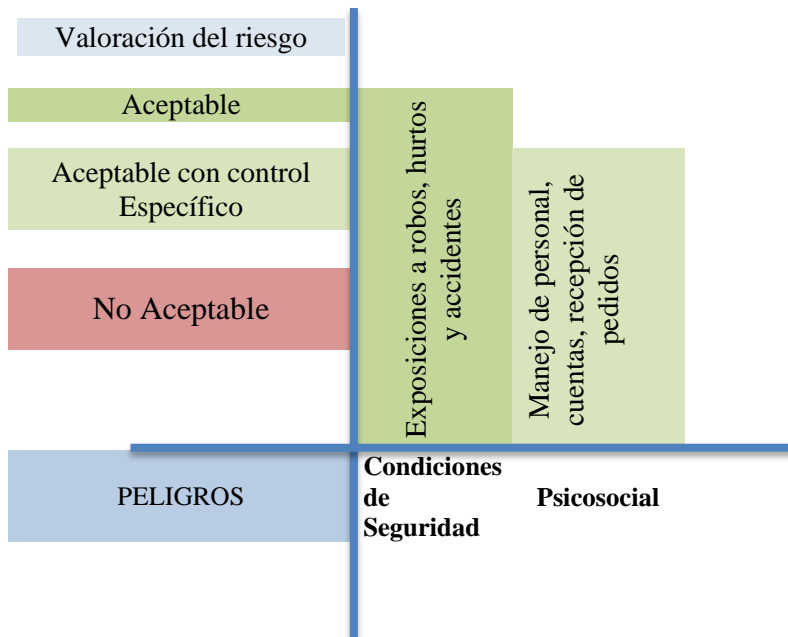 Valoración del riesgo
Aceptable
Aceptable con control
Específico
No Aceptable
PELIGROS
Exposiciones a robos, hurtos
y accidentes
Manejo de personal,
cuentas, recepción de
pedidos
Condiciones
de
Seguridad
Psicosocial